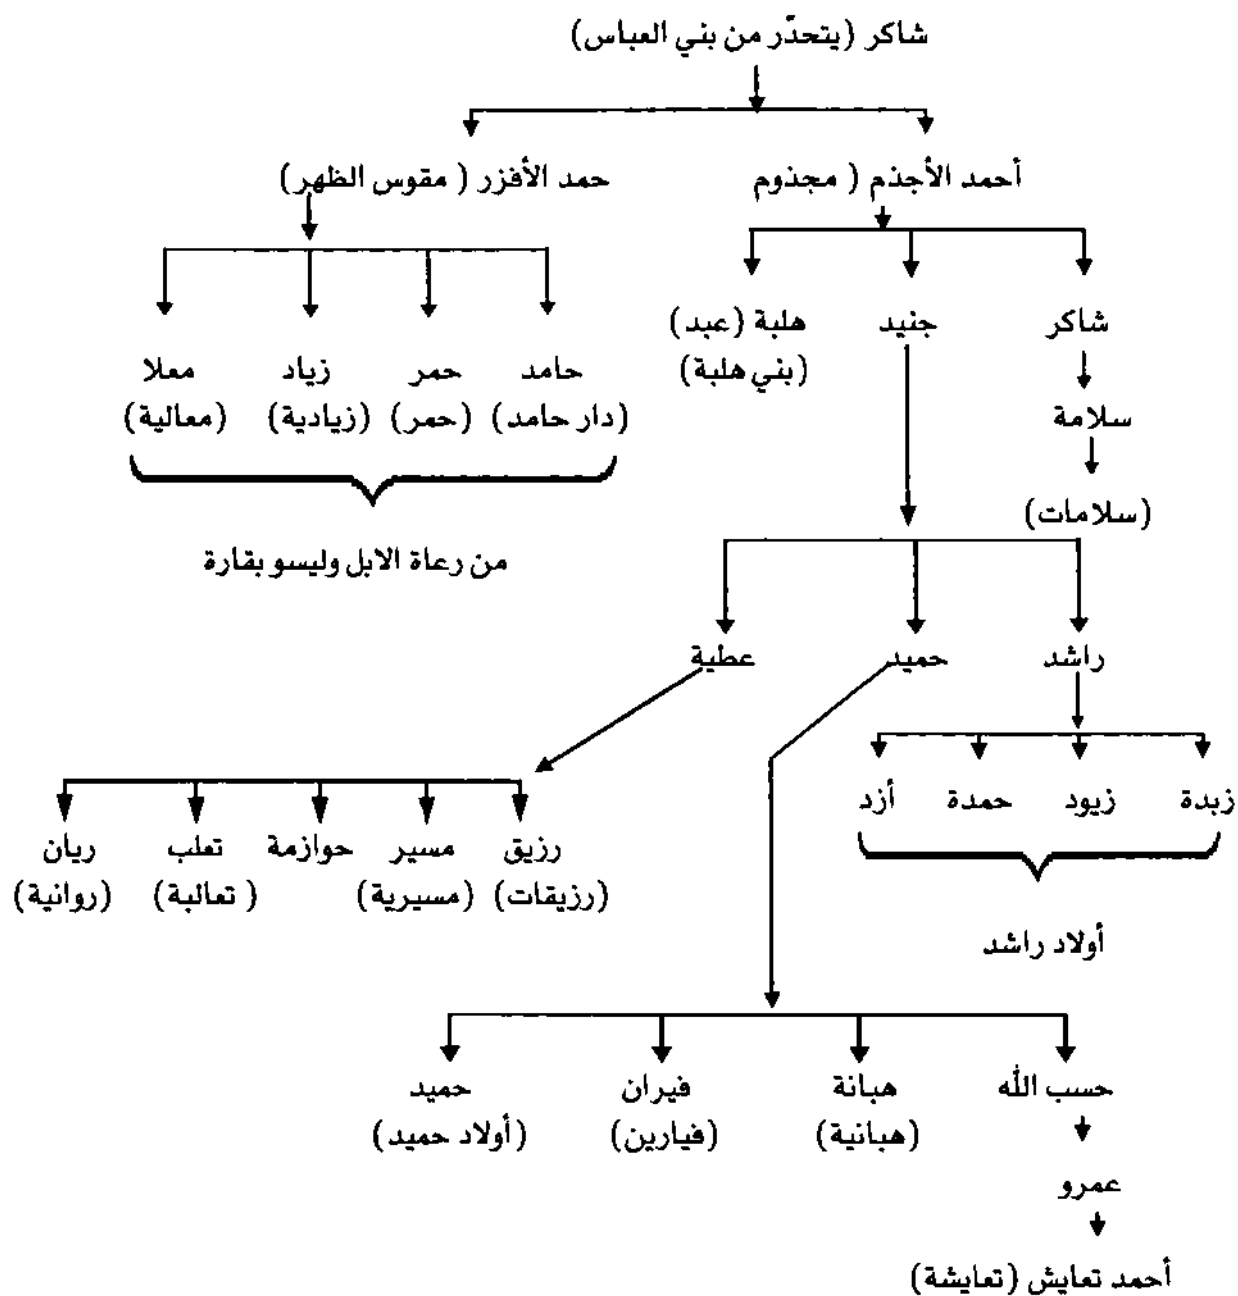 شاكر (يتحدّر من بني العباس)
أحمد الأجذم ( مجذوم
حمد الأفزر ( مقوس الظهر)
شاكر
جنيد
هلبة (عبد)
(بني هلبة)
سلامة
(سلامات)
حامد
(دار حامد)
حمر
(حمر)
زياد
(زيادية)
معلا
(معالية)
من رعاة الابل وليسو بقارة
راشد
حميد
عطية
زبدة
زيود
حمدة
أزد
أولاد راشد
رزيق
(رزيقات)
مسير
(مسيرية)
حوازمة
تعلب
( تعالبة)
ريان
(روانية)
حسب الله
هبانة
(هبانية)
فيران
(فيارين)
حميد
(أولاد حميد)
عمرو
أحمد تعايش (تعايشة)